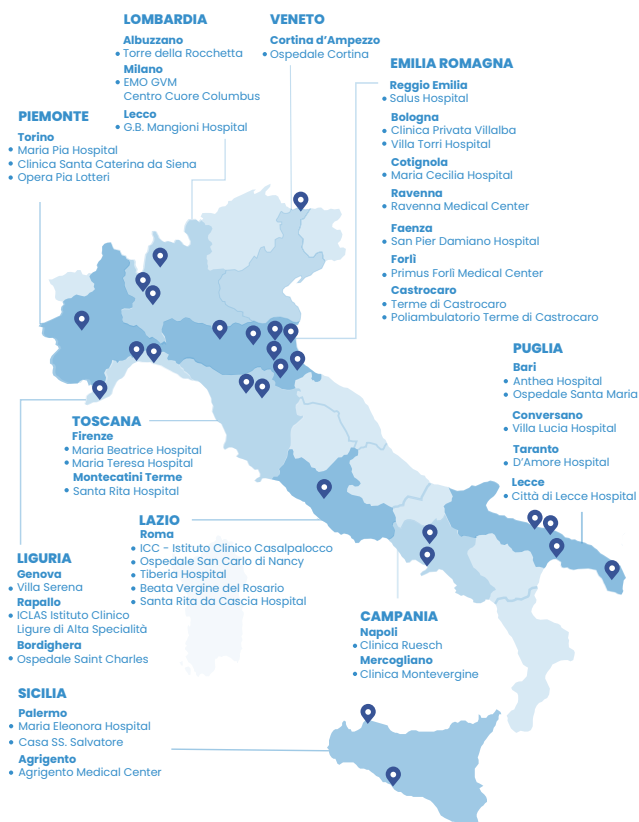 LOMBARDIA
Albuzzano
• Torre della Rocchetta
Milano
• EMO GVM
Centro Cuore Columbus
Lecco
• G.B. Mangioni Hospital
VENETO
Cortina d’Ampezzo
• Ospedale Cortina
EMILIA ROMAGNA
Reggio Emilia
• Salus Hospital
Bologna
• Clinica Privata Villalba
• Villa Torri Hospital
Cotignola
• Maria Cecilia Hospital
Ravenna
• Ravenna Medical Center
Faenza
• San Pier Damiano Hospital
Forlì
• Primus Forlì Medical Center
Castrocaro
• Terme di Castrocaro
• Poliambulatorio Terme di Castrocaro
PIEMONTE
Torino
• Maria Pia Hospital
• Clinica Santa Caterina da Siena
• Opera Pia Lotteri
PUGLIA
Bari
• Anthea Hospital
• Ospedale Santa Maria
Conversano
• Villa Lucia Hospital
Taranto
• D’Amore Hospital
Lecce
• Città di Lecce Hospital
TOSCANA
Firenze
• Maria Beatrice Hospital
• Maria Teresa Hospital
Montecatini Terme
• Santa Rita Hospital
LAZIO
Roma
• ICC - Istituto Clinico Casalpalocco
• Ospedale San Carlo di Nancy
• Tiberia Hospital
• Beata Vergine del Rosario
• Santa Rita da Cascia Hospital
LIGURIA
Genova
• Villa Serena
Rapallo
• ICLAS Istituto Clinico
Ligure di Alta Specialità
Bordighera
• Ospedale Saint Charles
CAMPANIA
Napoli
• Clinica Ruesch
Mercogliano
• Clinica Montevergine
SICILIA
Palermo
• Maria Eleonora Hospital
• Casa SS. Salvatore
Agrigento
• Agrigento Medical Center